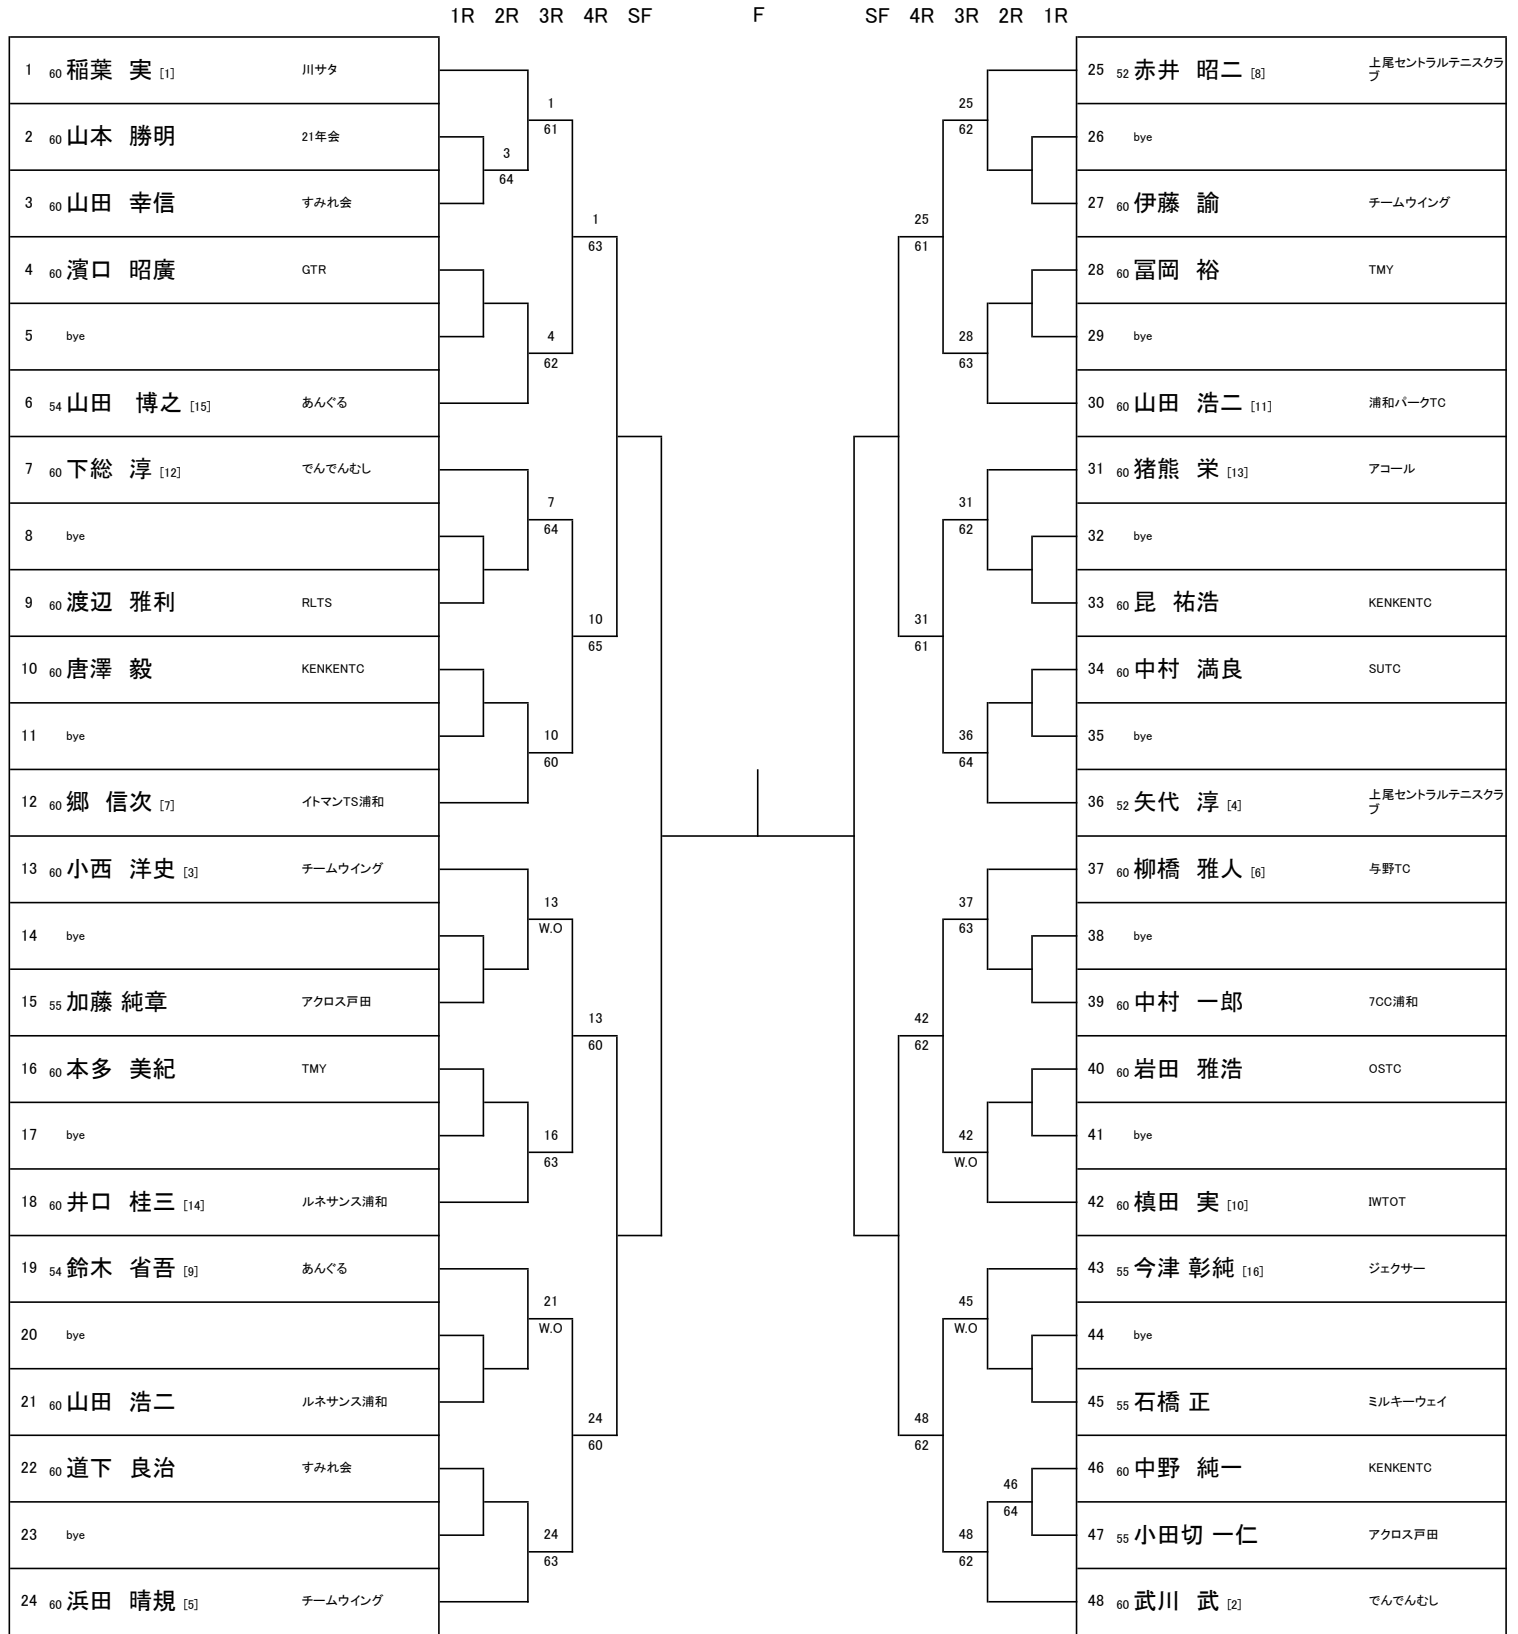 1R 2R 3R 4R SF F SF 4R 3R 2R 1R
1 60 稲葉 実 [1] 川サタ
2 60 山本 勝明 21年会
3 60 山田 幸信 すみれ会
4 60 濱口 昭廣 GTR
5 bye
6 54 山田 博之 [15] あんぐる
7 60 下総 淳 [12] でんでんむし
8 bye
9 60 渡辺 雅利 RLTS
10 60 唐澤 毅 KENKENTC
11 bye
12 60 郷 信次 [7] イトマンTS浦和
13 60 小西 洋史 [3] チームウイング
14 bye
15 55 加藤 純章 アクロス戸田
16 60 本多 美紀 TMY
17 bye
18 60 井口 桂三 [14] ルネサンス浦和
19 54 鈴木 省吾 [9] あんぐる
20 bye
21 60 山田 浩二 ルネサンス浦和
22 60 道下 良治 すみれ会
23 bye
24 60 浜田 晴規 [5] チームウイング
3
64
1
61
4
62
7
64
10
60
13
W.O
16
63
21
W.O
24
63
1
63
10
65
13
60
24
60
25
61
31
61
42
62
48
62
25
62
28
63
31
62
36
64
37
63
42
W.O
45
W.O
48
62
46
64
25 52 赤井 昭二 [8] 上尾セントラルテニスクラ
ブ
26 bye
27 60 伊藤 諭 チームウイング
28 60 冨岡 裕 TMY
29 bye
30 60 山田 浩二 [11] 浦和パークTC
31 60 猪熊 栄 [13] アコール
32 bye
33 60 昆 祐浩 KENKENTC
34 60 中村 満良 SUTC
35 bye
36 52 矢代 淳 [4] 上尾セントラルテニスクラ
ブ
37 60 柳橋 雅人 [6] 与野TC
38 bye
39 60 中村 一郎 7CC浦和
40 60 岩田 雅浩 OSTC
41 bye
42 60 槙田 実 [10] IWTOT
43 55 今津 彰純 [16] ジェクサー
44 bye
45 55 石橋 正 ミルキーウェイ
46 60 中野 純一 KENKENTC
47 55 小田切 一仁 アクロス戸田
48 60 武川 武 [2] でんでんむし